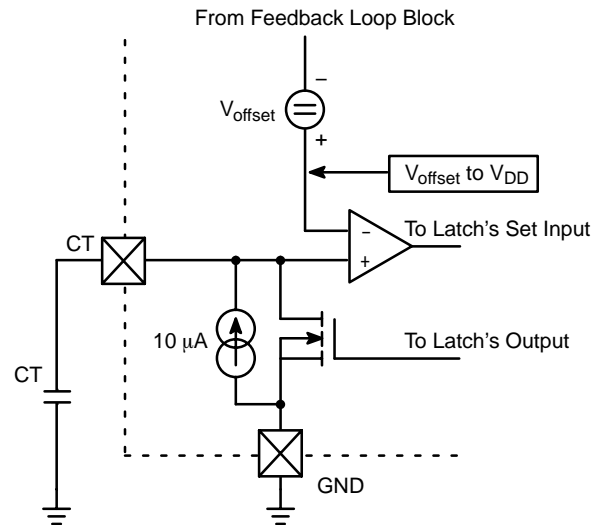 From Feedback Loop Block
−
Voffset
+
Voffset to VDD
To Latch's Set Input
−
+
CT
10 μA
To Latch's Output
CT
GND